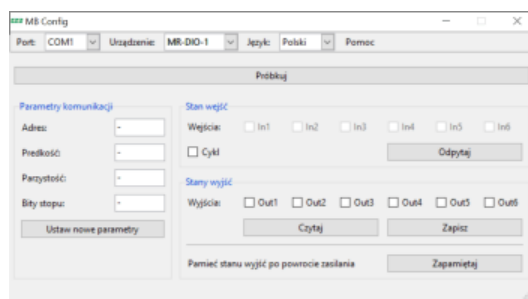 MB Config
Port: COM1 Urządzenie: MR-DIO-1 Język: Polski Pomoc
Próbkuj
Parametry komunikacji
Adres: -
Predkość: -
Parzystość: -
Bity stopu: -
Ustaw nowe parametry
Stan wejść
Wejścia: In1 In2 In3 In4 In5 In6
Cykl Odpytaj
Stany wyjść
Wyjścia: Out1 Out2 Out3 Out4 Out5 Out6
Czytaj Zapisz
Pamieć stanu wyjść po powrocie zasilania Zapamiętaj